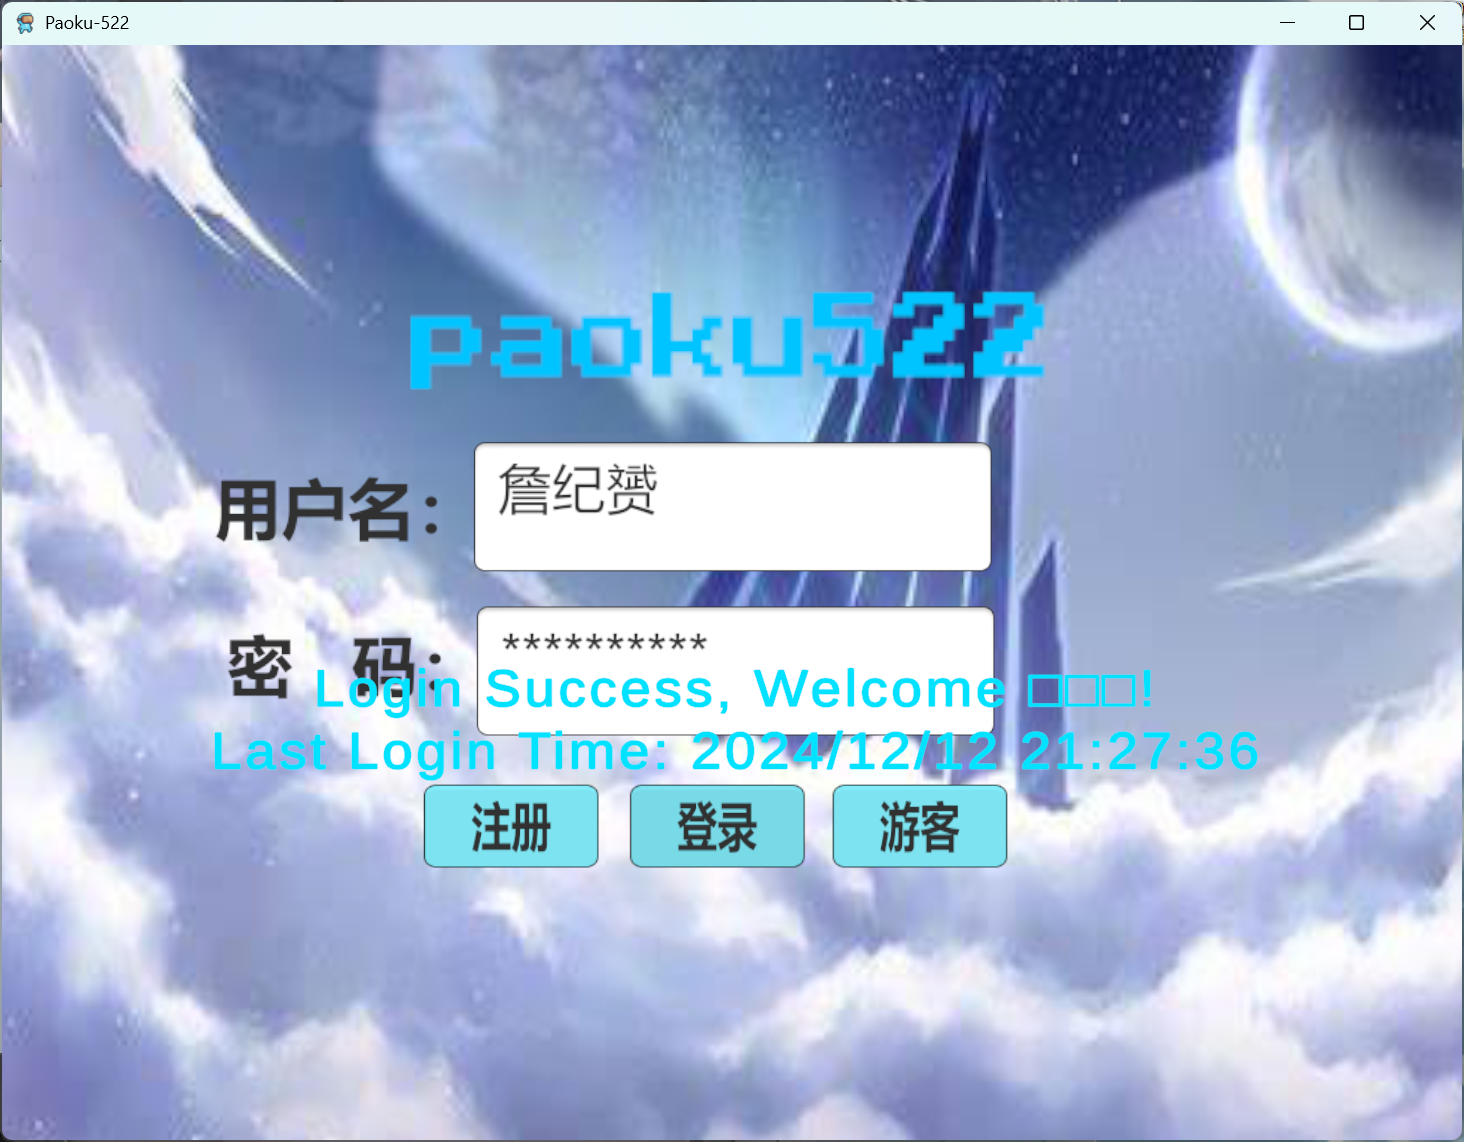 Paoku-522
paoku522
用户名：
詹纪赟
密 码：
**********
Login Success, Welcome □□□!
Last Login Time: 2024/12/12 21:27:36
注册
登录
游客